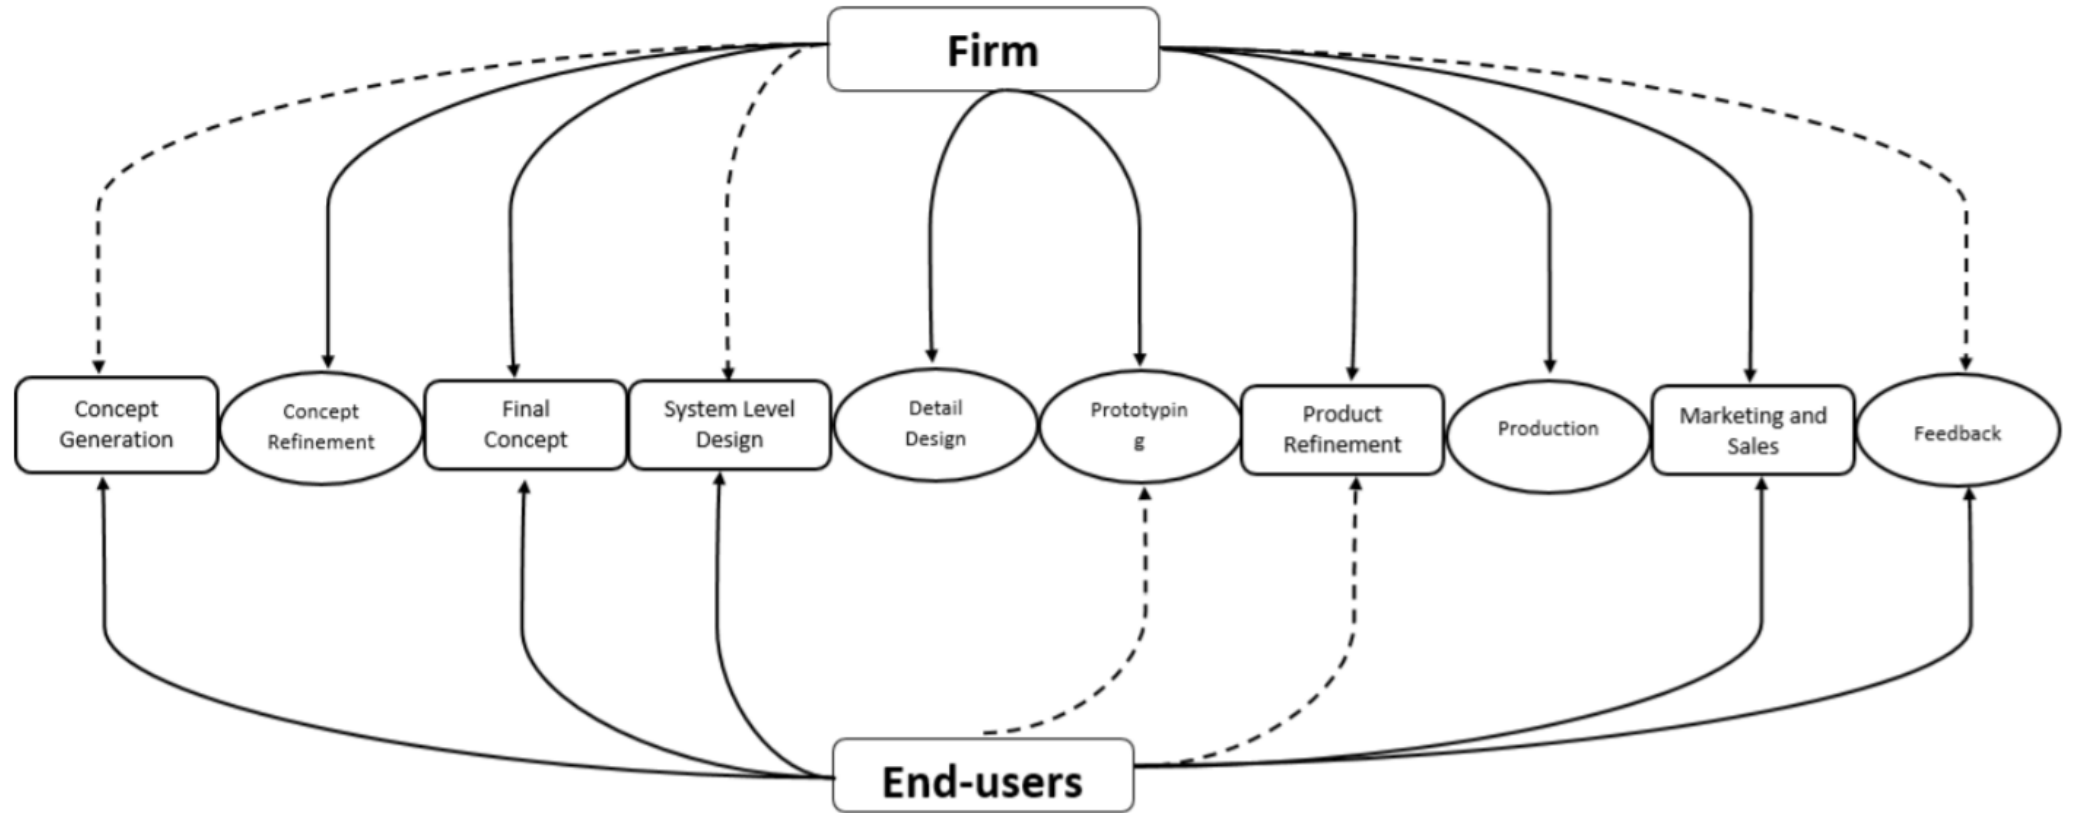 Firm
Concept
Generation
Concept
Refinement
Final
Concept
System Level
Design
Detail
Design
Prototypin
g
Product
Refinement
Production
Marketing and
Sales
Feedback
End-users